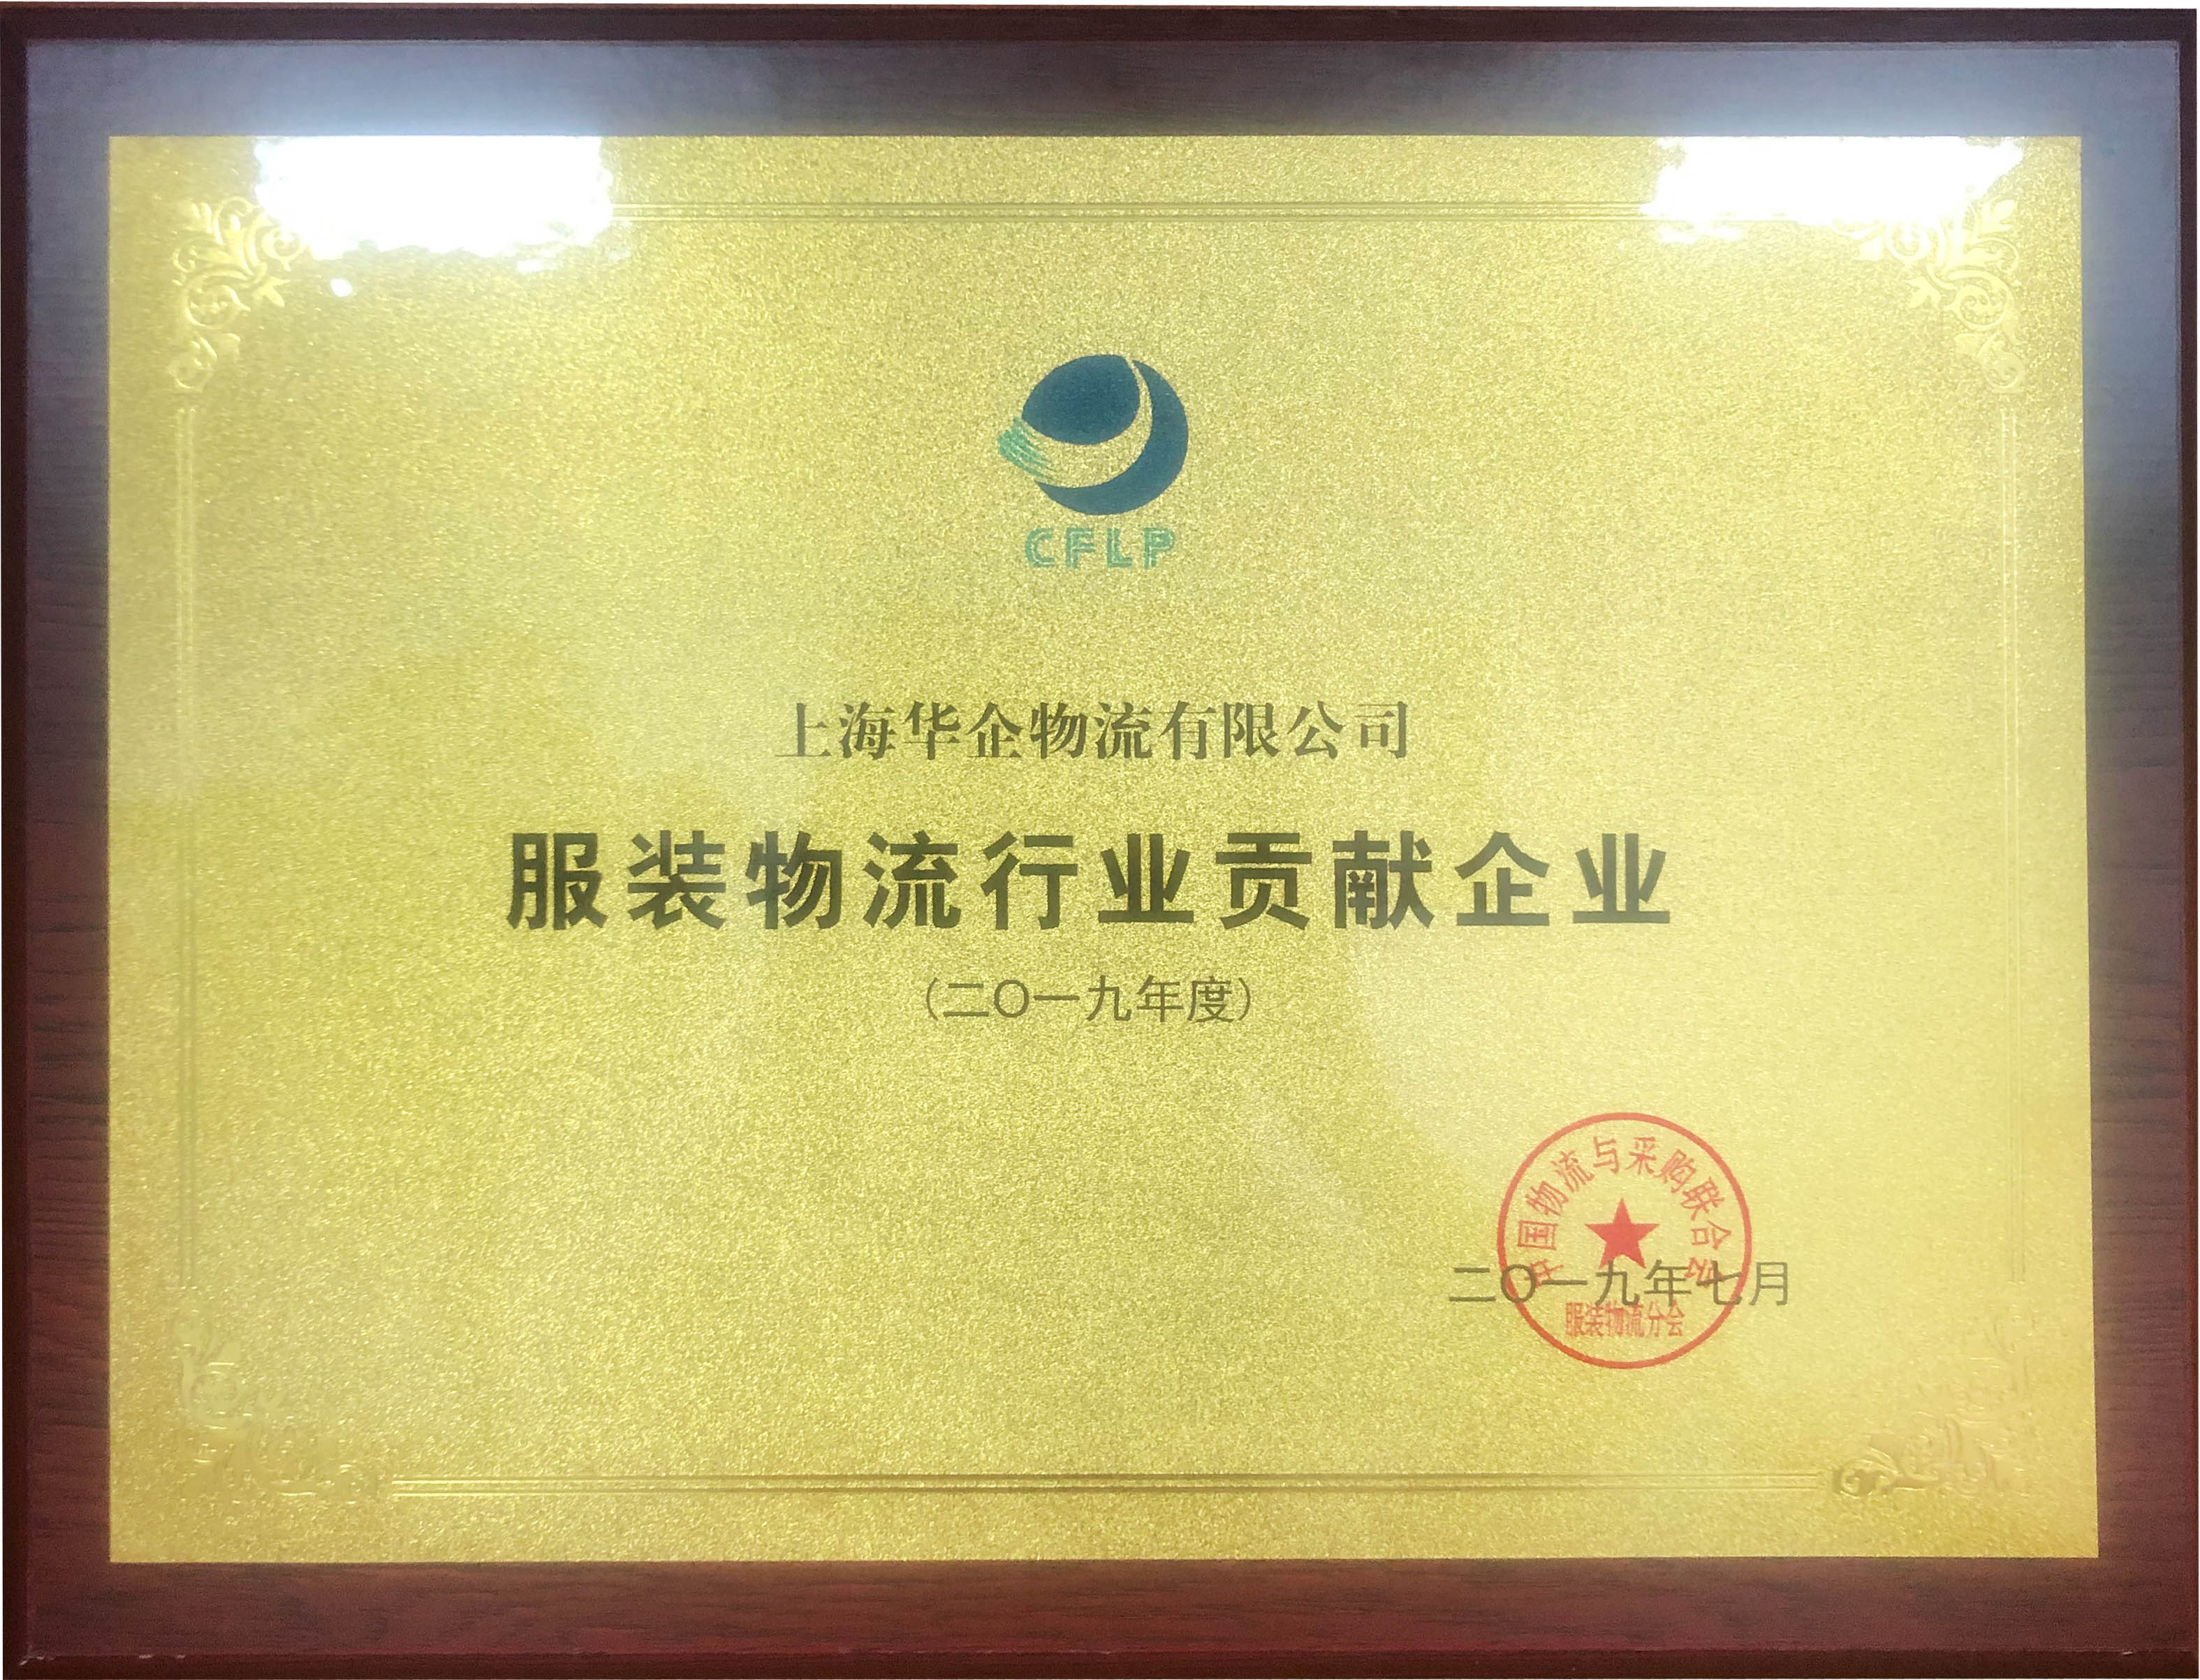 CFLP
上海华企物流有限公司
服装物流行业贡献企业
(二〇一九年度)
中国物流与采购联合会
二〇一九年七月
服装物流分会